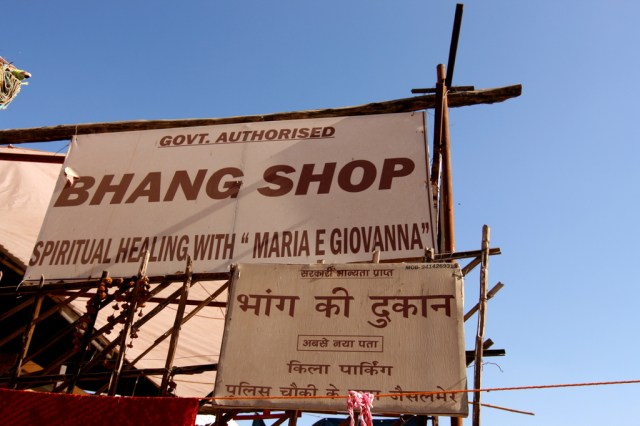 GOVT. AUTHORISED
BHANG SHOP
SPIRITUAL HEALING WITH " MARIA E GIOVANNA"
सरकारी मान्यता प्राप्त
भांग की दुकान
अबसे नया पता
किला पार्किंग
पुलिस चौकी के जैसलमेर